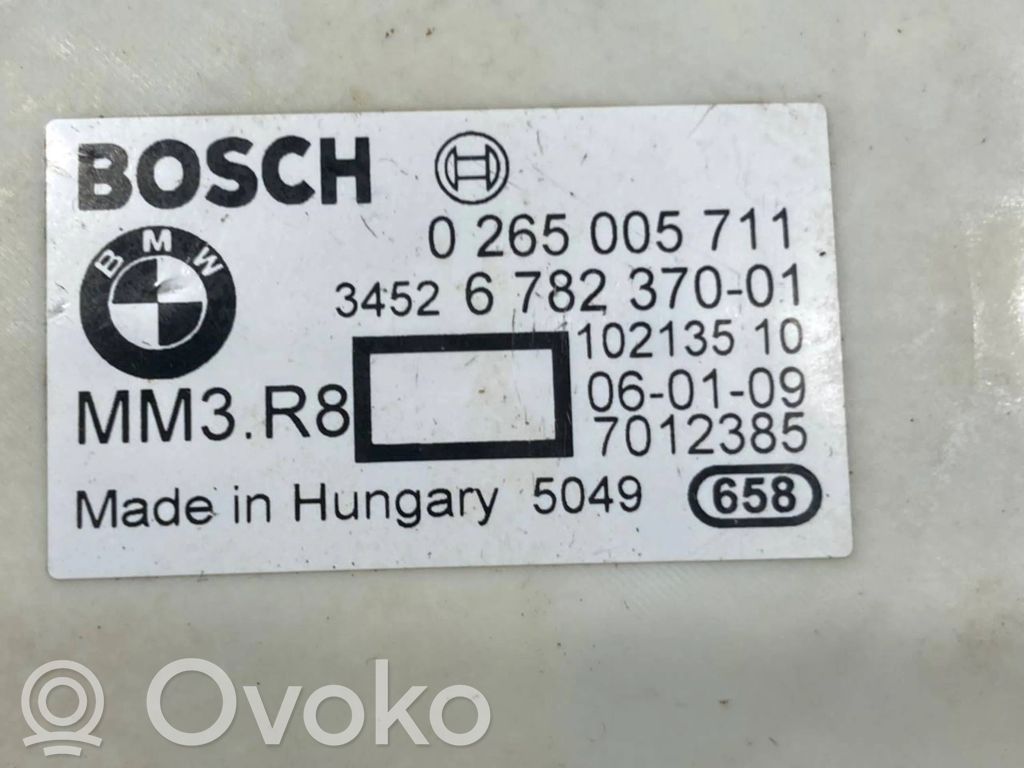 BOSCH
0 265 005 711
BMW
3452 6 782 370-01
102135 10
MM3.R8
06-01-09
7012385
Made in Hungary 5049 658
Ovoko